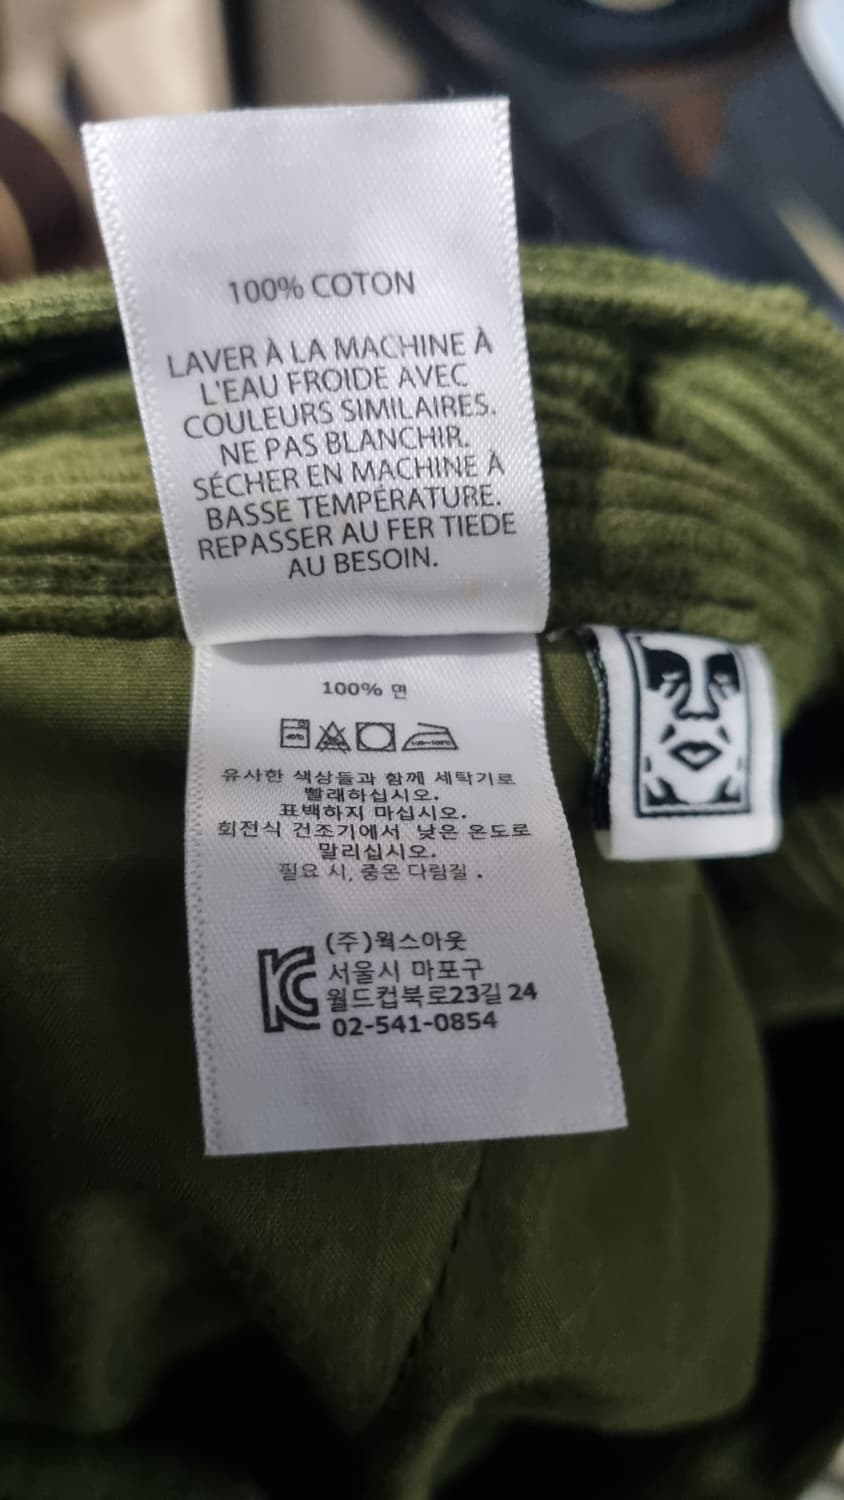 100% COTON
LAVER À LA MACHINE À
L'EAU FROIDE AVEC
COULEURS SIMILAIRES.
NE PAS BLANCHIR.
SÉCHER EN MACHINE À
BASSE TEMPÉRATURE.
REPASSER AU FER TIEDE
AU BESOIN.
100% 면
유사한 색상들과 함께 세탁기로
빨래하십시오.
표백하지 마십시오.
회전식 건조기에서 낮은 온도로
말리십시오.
필요 시, 중온 다림질 .
(주)웍스아웃
서울시 마포구
월드컵북로23길 24
02-541-0854